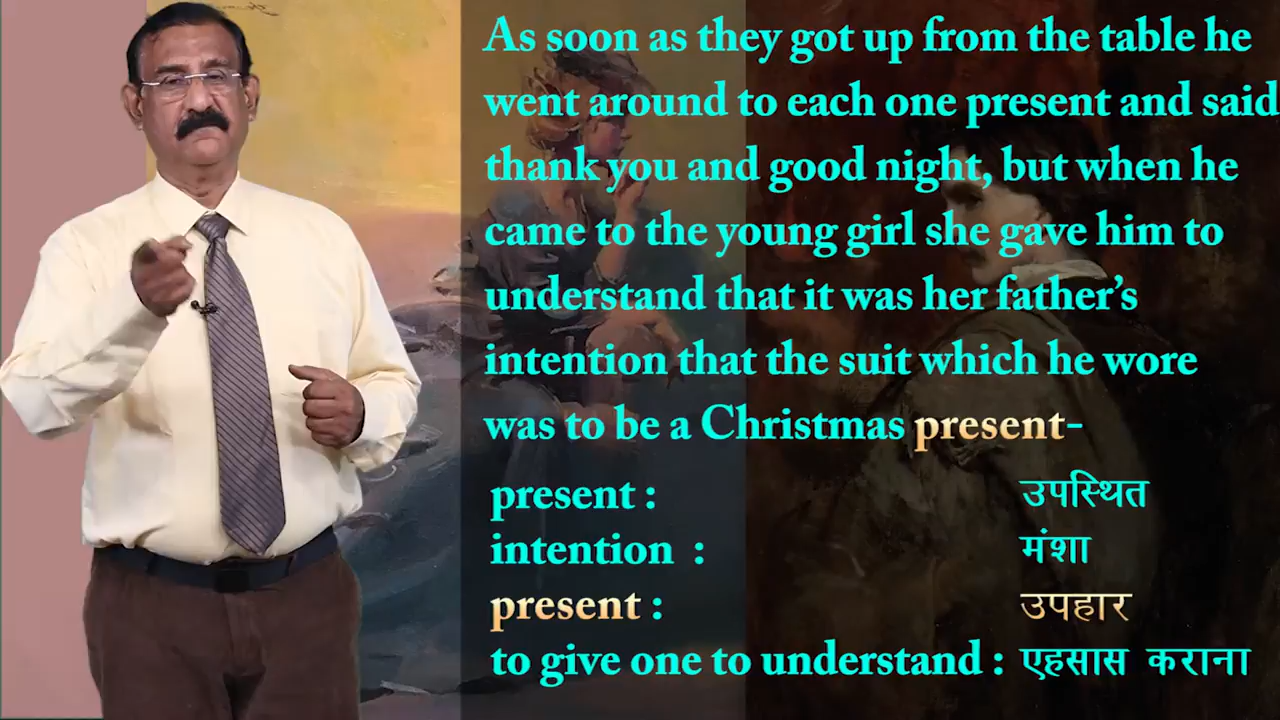 As soon as they got up from the table he
went around to each one present and said
thank you and good night, but when he
came to the young girl she gave him to
understand that it was her father’s
intention that the suit which he wore
was to be a Christmas present-
present : उपस्थित
intention : मंशा
present : उपहार
to give one to understand : एहसास कराना